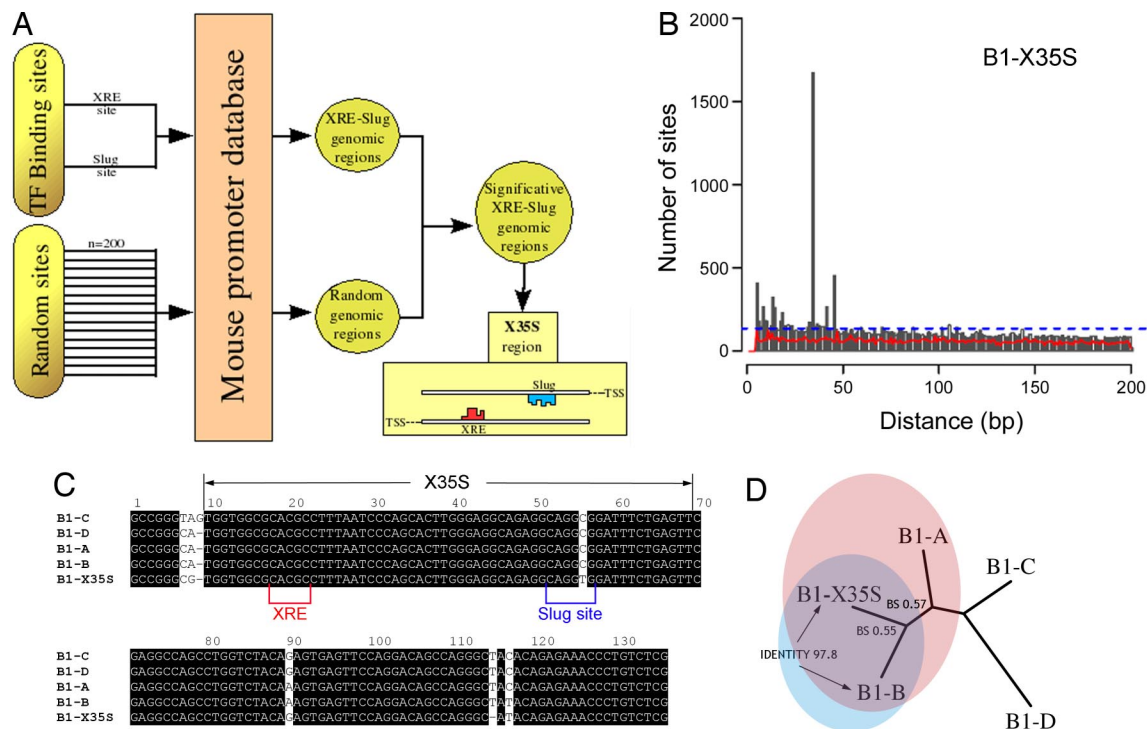 A
TF Binding sites
XRE
site
Slug
site
Random sites
n=200
Mouse promoter database
XRE-Slug
genomic
regions
Random
genomic
regions
Significative
XRE-Slug
genomic
regions
X35S
region
Slug
TSS
TSS
XRE
B
B1-X35S
Number of sites
2000
1500
1000
500
0
0 50 100 150 200
Distance (bp)
C
X35S
1 10 20 30 40 50 60 70
B1-C GCCGGGTAGTGGTGGCGCACGCCTTTAATCCCAGCACTTGGGAGGCAGAGGCAGGCGGATTTCTGAGTTC
B1-D GCCGGGCA-TGGTGGCGCACGCCTTTAATCCCAGCACTTGGGAGGCAGAGGCAGGCGGATTTCTGAGTTC
B1-A GCCGGGCA-TGGTGGCGCACGCCTTTAATCCCAGCACTTGGGAGGCAGAGGCAGGCGGATTTCTGAGTTC
B1-B GCCGGGCA-TGGTGGCGCACGCCTTTAATCCCAGCACTTGGGAGGCAGAGGCAGGCGGATTTCTGAGTTC
B1-X35S GCCGGGCG-TGGTGGCGCACGCCTTTAATCCCAGCACTTGGGAGGCAGAGGCAGGTGGATTTCTGAGTTC
XRE
Slug site
80 90 100 110 120 130
B1-C GAGGCCAGCCTGGTCTACAGAGTGAGTTCCAGGACAGCCAGGGCTACACAGAGAAACCCTGTCTCG
B1-D GAGGCCAGCCTGGTCTACAGAGTGAGTTCCAGGACAGCCAGGGCTACACAGAGAAACCCTGTCTCG
B1-A GAGGCCAGCCTGGTCTACAAAGTGAGTTCCAGGACAGCCAGGGCTACACAGAGAAACCCTGTCTCG
B1-B GAGGCCAGCCTGGTCTACAAAGTGAGTTCCAGGACAGCCAGGGCTATACAGAGAAACCCTGTCTCG
B1-X35S GAGGCCAGCCTGGTCTACAGAGTGAGTTCCAGGACAGCCAGGGC-ATACAGAGAAACCCTGTCTCG
D
B1-A
B1-C
B1-X35S
BS 0.57
BS 0.55
IDENTITY 97.8
B1-B
B1-D